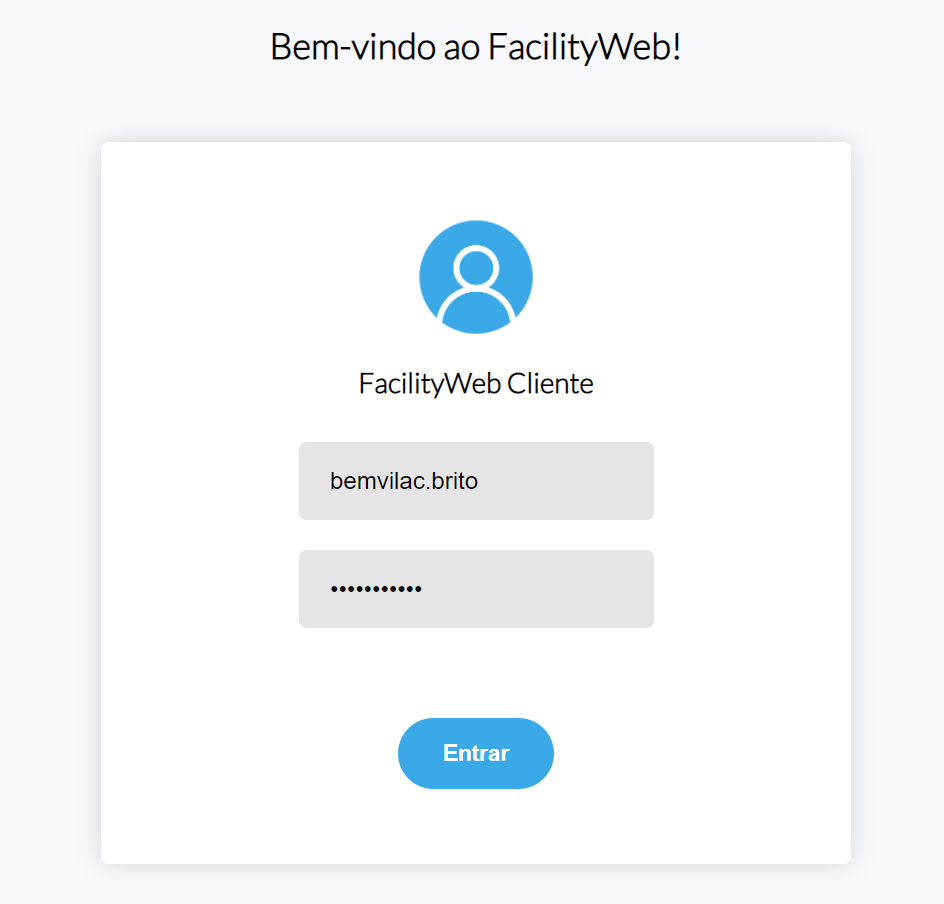 Bem-vindo ao FacilityWeb!
FacilityWeb Cliente
bemvilac.brito
•••••••••••
Entrar